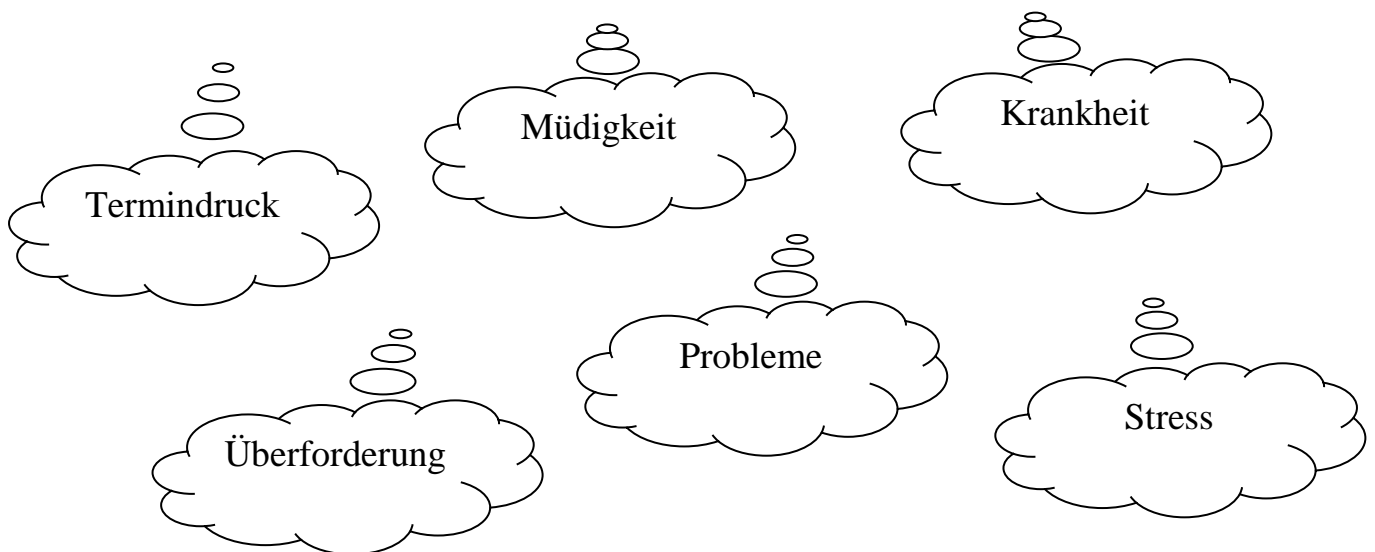 Müdigkeit
Krankheit
Termindruck
Probleme
Stress
Überforderung